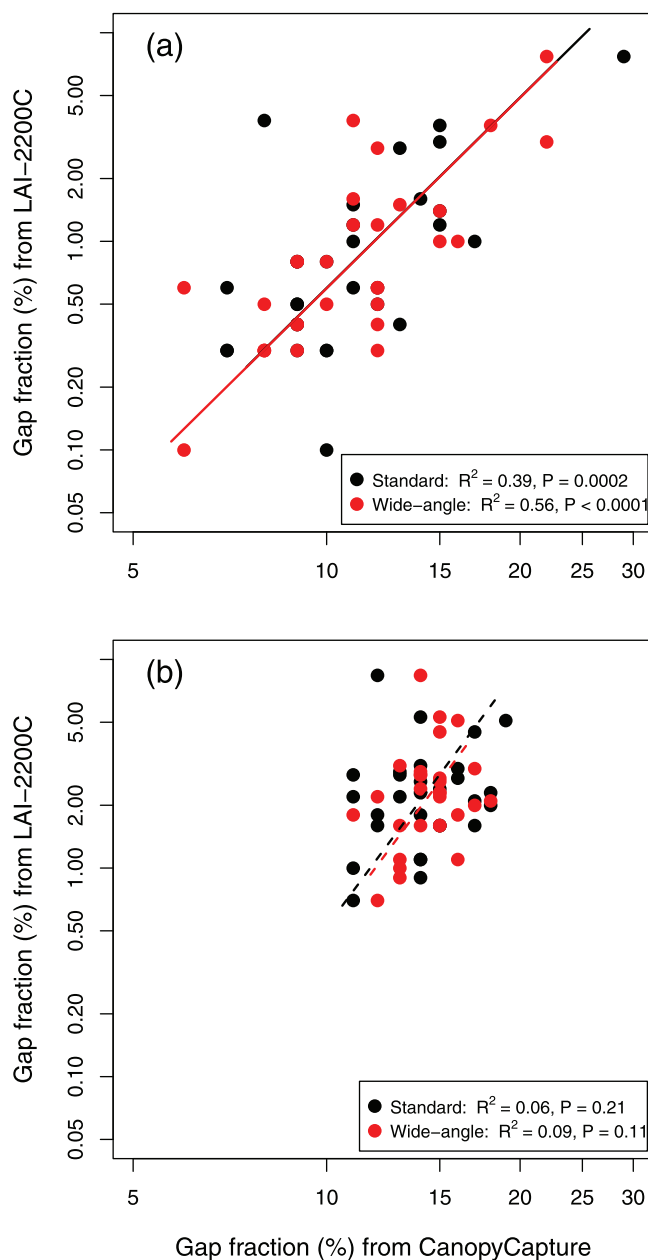 (a)
Gap fraction (%) from LAI−2200C
5.00
2.00
1.00
0.50
0.20
0.10
0.05
Standard: R² = 0.39, P = 0.0002
Wide−angle: R² = 0.56, P < 0.0001
5 10 15 20 25 30
(b)
Gap fraction (%) from LAI−2200C
5.00
2.00
1.00
0.50
0.20
0.10
0.05
Standard: R² = 0.06, P = 0.21
Wide−angle: R² = 0.09, P = 0.11
5 10 15 20 25 30
Gap fraction (%) from CanopyCapture